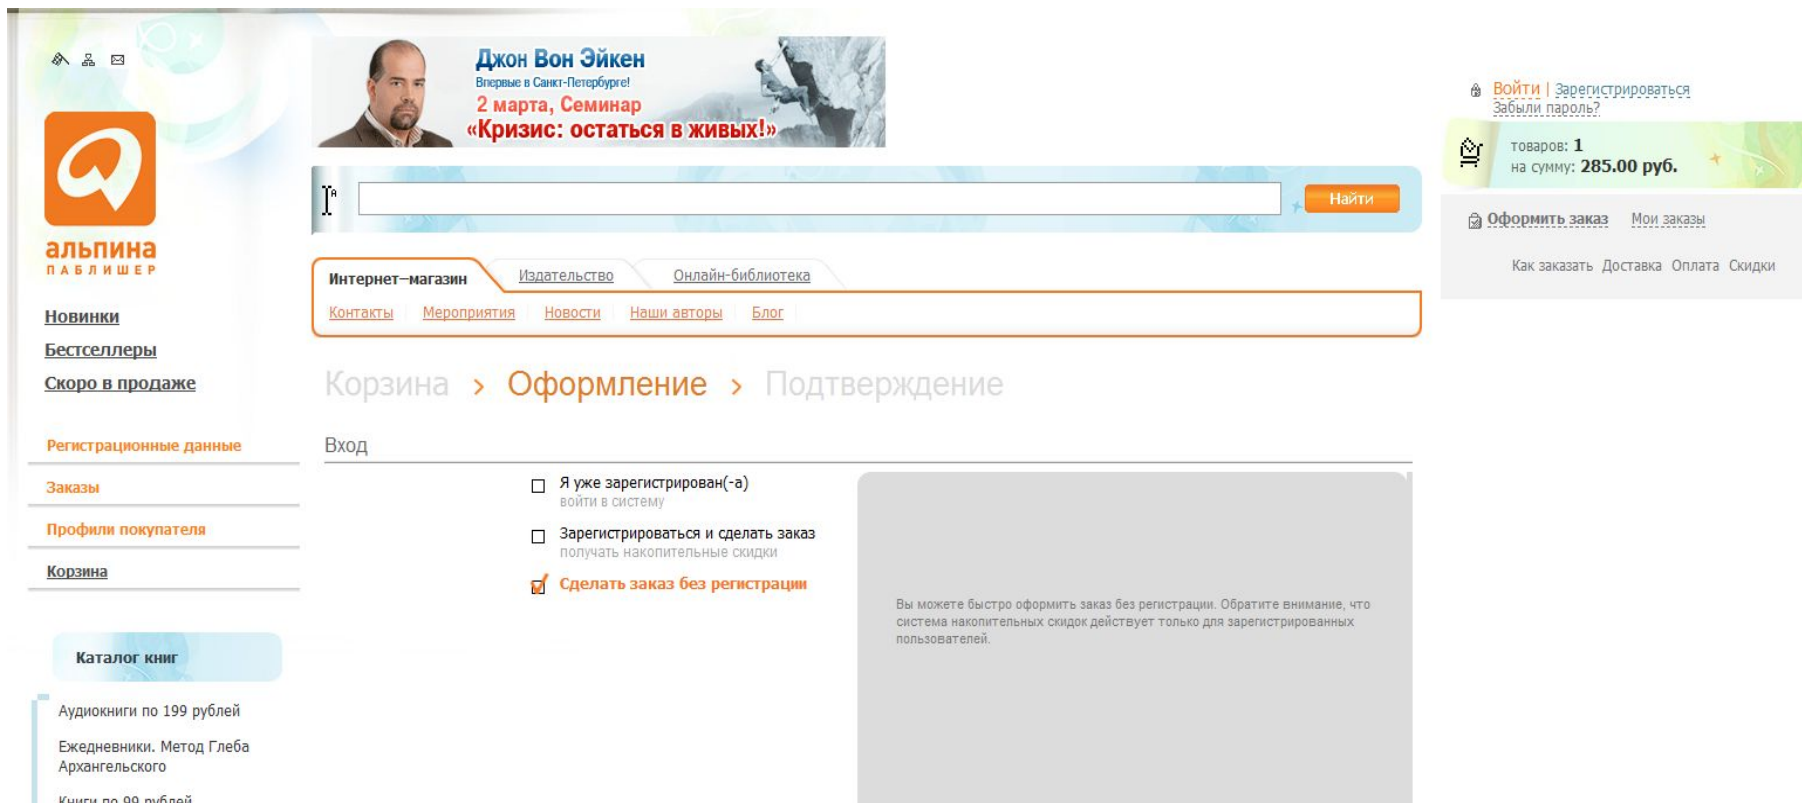 Джон Вон Эйкен
Впервые в Санкт-Петербурге!
2 марта, Семинар
«Кризис: остаться в живых!»
Войти | Зарегистрироваться
Забыли пароль?
товаров: 1
на сумму: 285.00 руб.
Найти
Оформить заказ Мои заказы
Как заказать Доставка Оплата Скидки
альпина
ПАБЛИШЕР
Интернет–магазин Издательство Онлайн-библиотека
Контакты Мероприятия Новости Наши авторы Блог
Новинки
Бестселлеры
Скоро в продаже
Корзина > Оформление > Подтверждение
Регистрационные данные
Заказы
Профили покупателя
Корзина
Вход
Я уже зарегистрирован(-а)
войти в систему
Зарегистрироваться и сделать заказ
получать накопительные скидки
Сделать заказ без регистрации
Вы можете быстро оформить заказ без регистрации. Обратите внимание, что
система накопительных скидок действует только для зарегистрированных
пользователей.
Каталог книг
Аудиокниги по 199 рублей
Ежедневники. Метод Глеба
Архангельского
Книги по 99 рублей